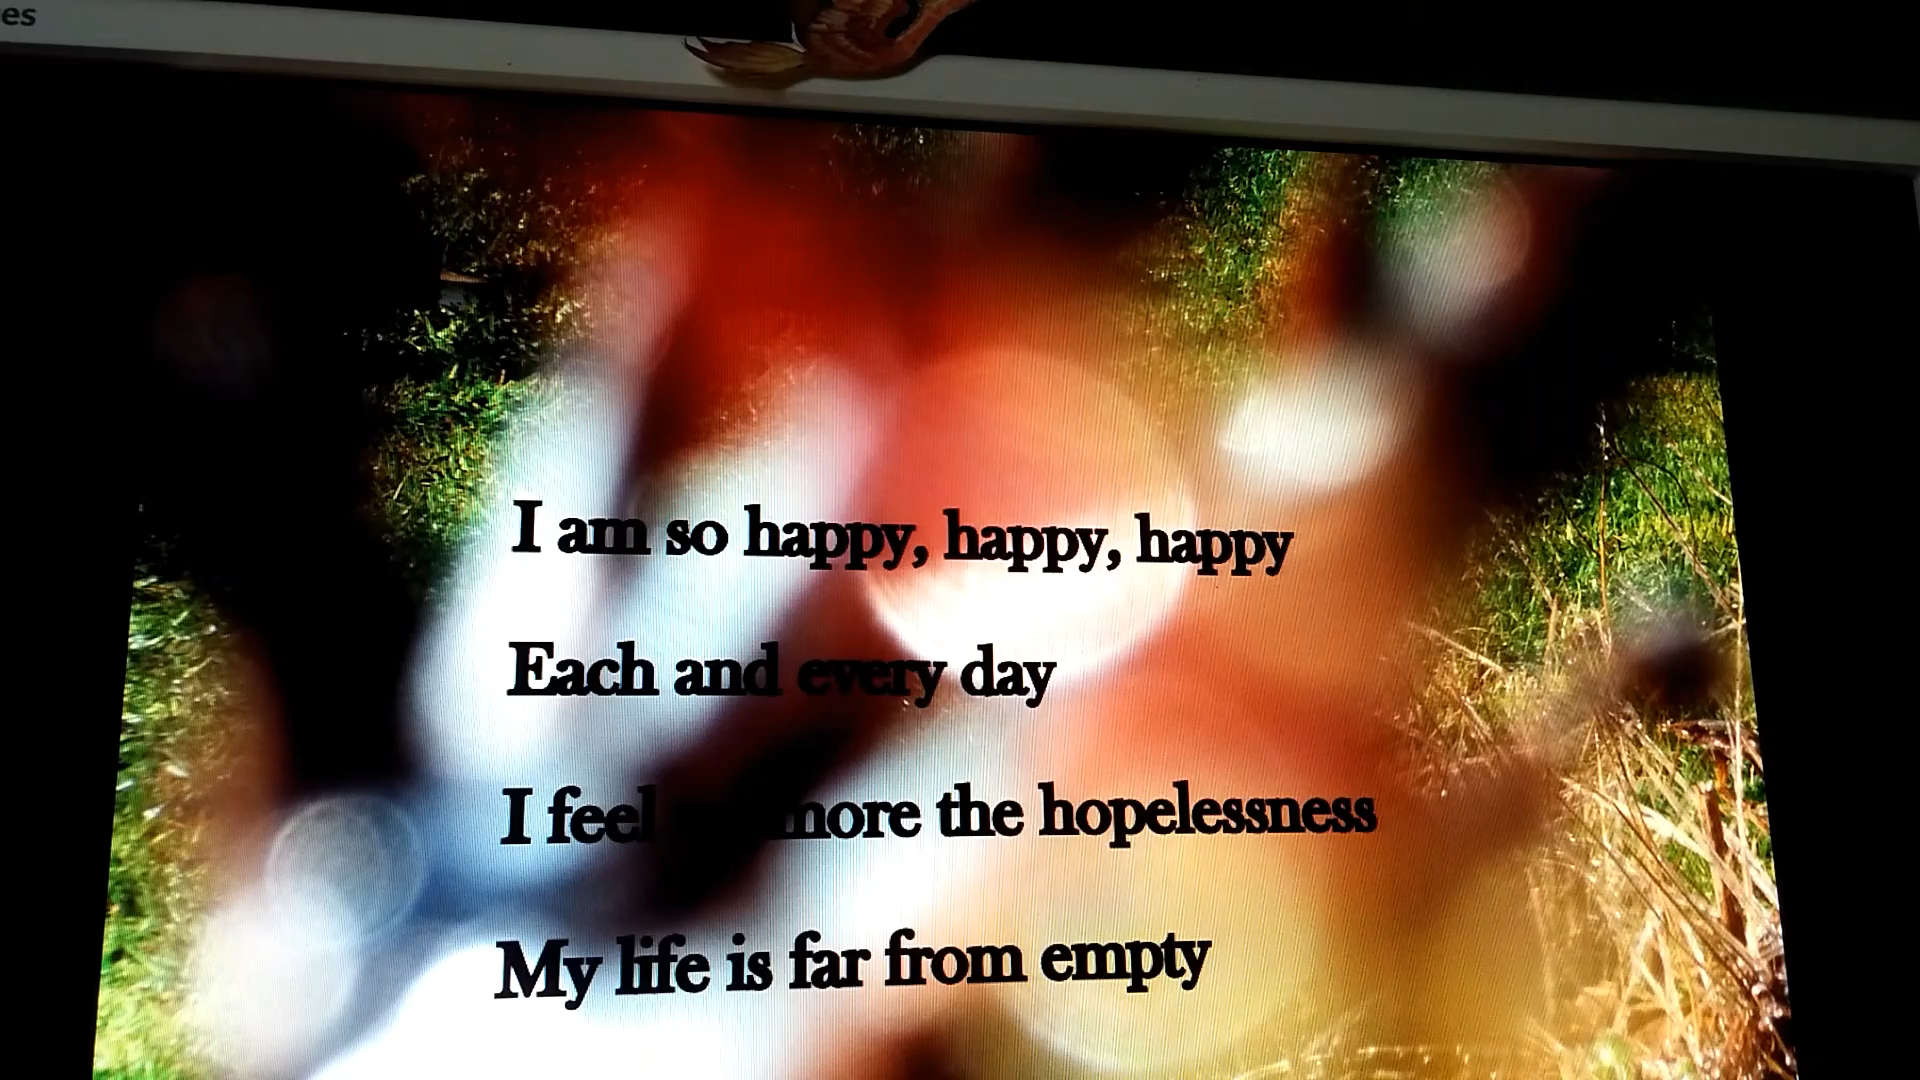 es
I am so happy, happy, happy
Each and every day
I feel more the hopelessness
My life is far from empty